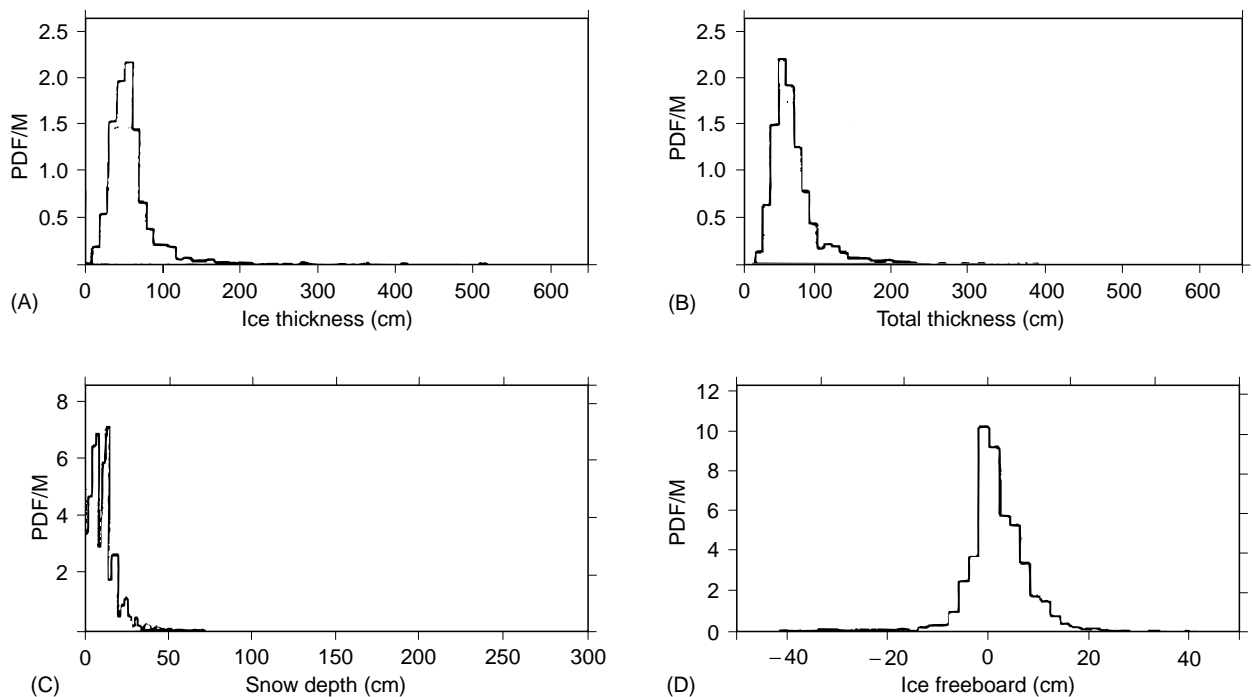 2.5
2.0
1.5
1.0
0.5
PDF/M
0 100 200 300 400 500 600
Ice thickness (cm)
(A)
2.5
2.0
1.5
1.0
0.5
PDF/M
0 100 200 300 400 500 600
Total thickness (cm)
(B)
8
6
4
2
PDF/M
0 50 100 150 200 250 300
Snow depth (cm)
(C)
12
10
8
6
4
2
0
PDF/M
−40 −20 0 20 40
Ice freeboard (cm)
(D)